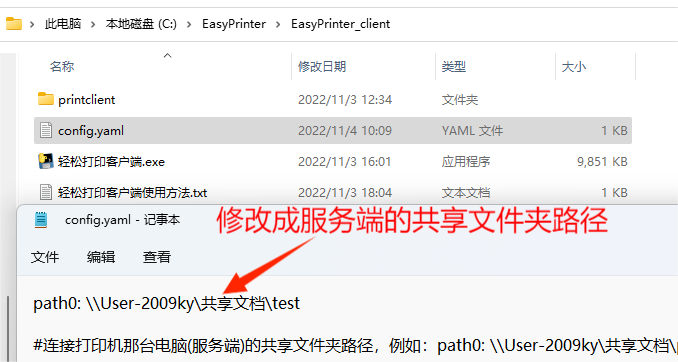 此电脑 > 本地磁盘 (C:) > EasyPrinter > EasyPrinter_client
名称 修改日期 类型 大小
printclient 2022/11/3 12:34 文件夹
config.yaml 2022/11/4 10:09 YAML 文件 1 KB
轻松打印客户端.exe 2022/11/3 16:01 应用程序 9,851 KB
轻松打印客户端使用方法.txt 2022/11/3 18:04 文本文档 1 KB
config.yaml - 记事本
修改成服务端的共享文件夹路径
文件 编辑 查看
path0: \\User-2009ky\共享文档\test
#连接打印机那台电脑(服务端)的共享文件夹路径，例如：path0: \\User-2009ky\共享文档\